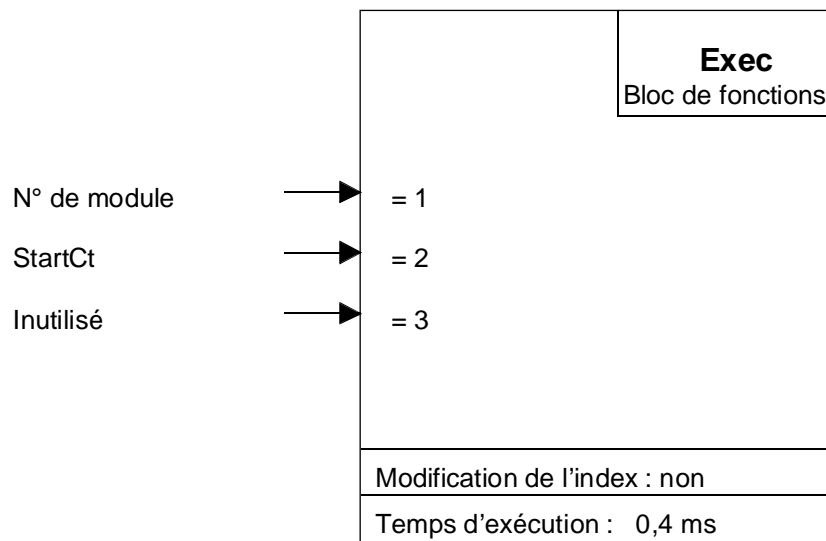 Exec
Bloc de fonctions
N° de module = 1
StartCt = 2
Inutilisé = 3
Modification de l'index : non
Temps d'exécution : 0,4 ms